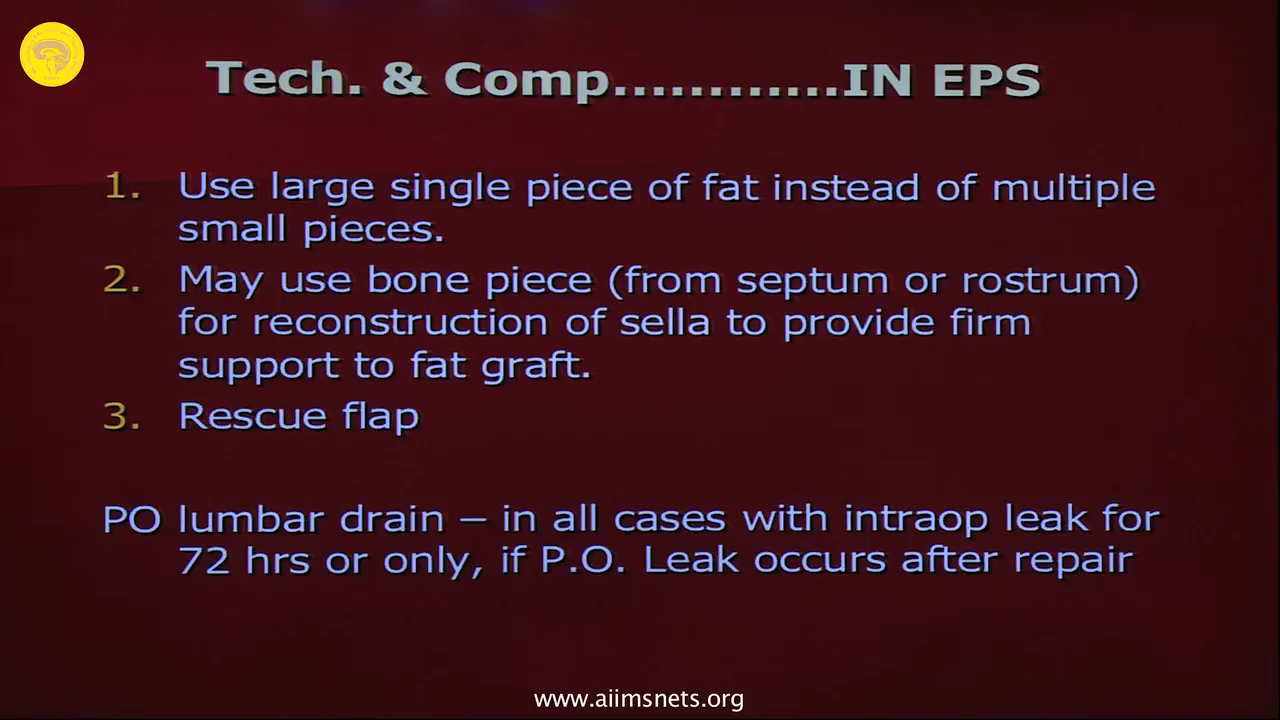 Tech. & Comp............IN EPS
1. Use large single piece of fat instead of multiple
small pieces.
2. May use bone piece (from septum or rostrum)
for reconstruction of sella to provide firm
support to fat graft.
3. Rescue flap
PO lumbar drain – in all cases with intraop leak for
72 hrs or only, if P.O. Leak occurs after repair
www.aiimsnets.org